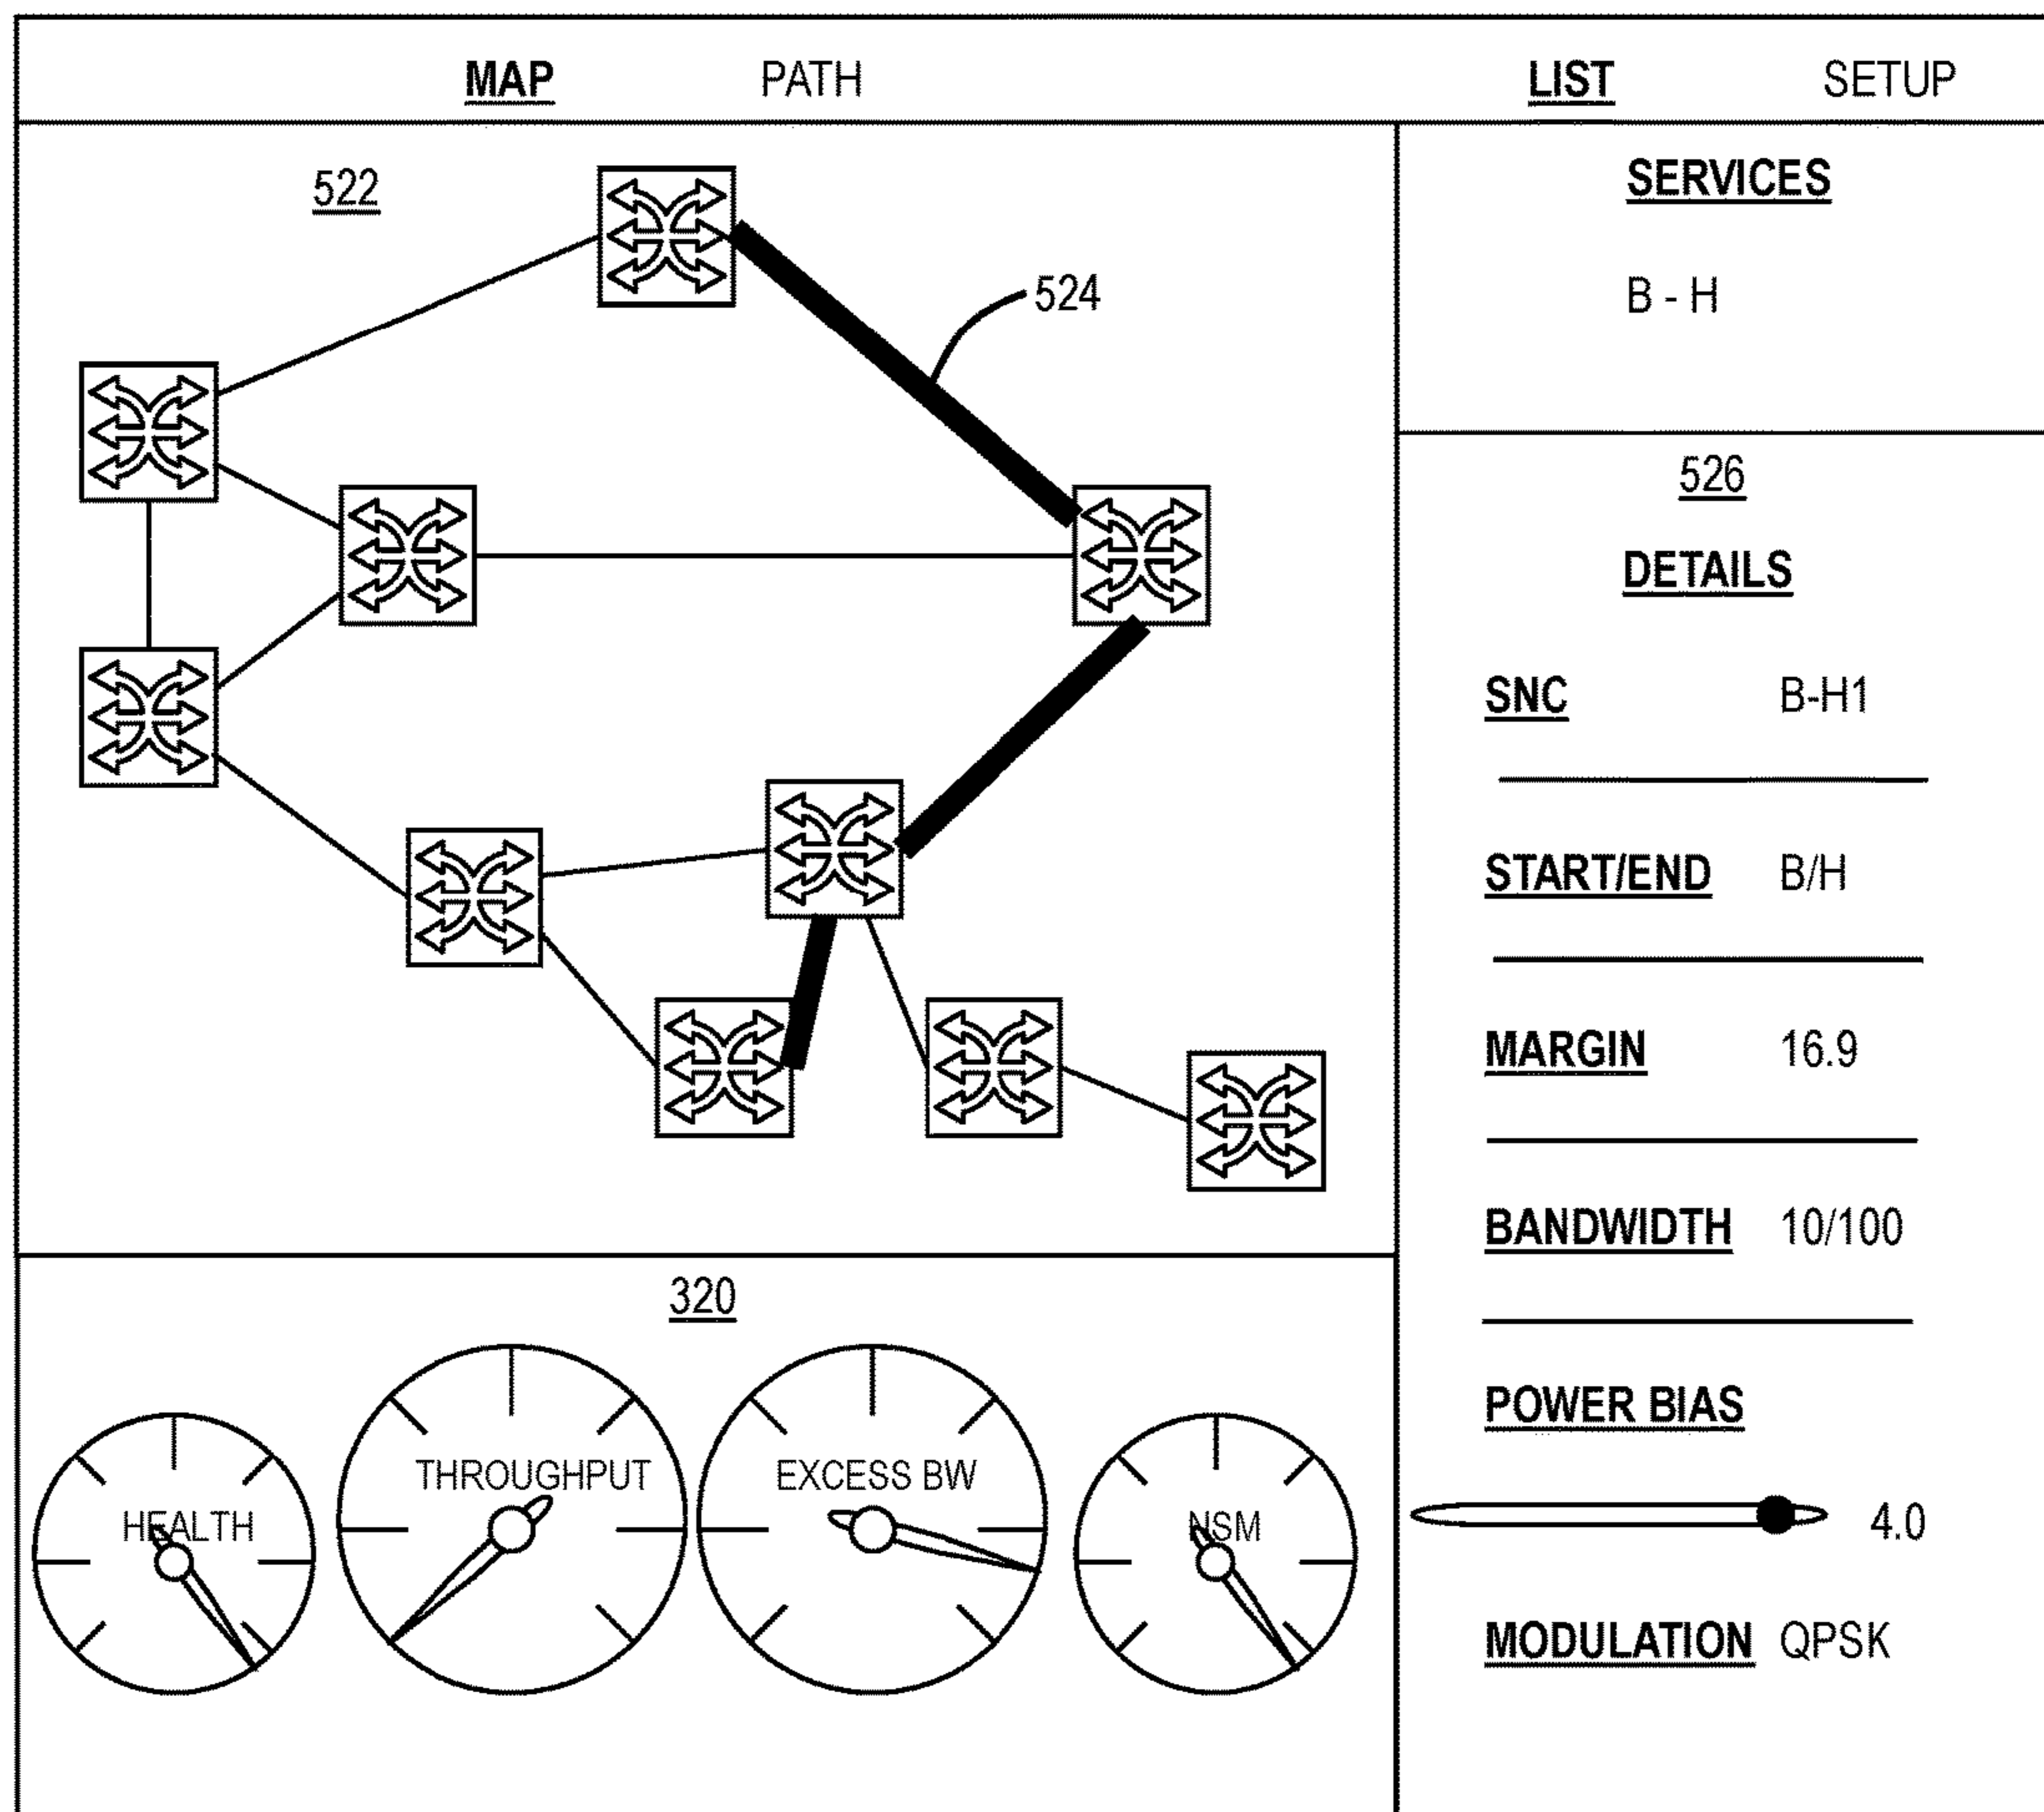 MAP PATH LIST SETUP
522
524
SERVICES
B - H
526
DETAILS
SNC B-H1
START/END B/H
MARGIN 16.9
BANDWIDTH 10/100
POWER BIAS
4.0
MODULATION QPSK
320
HEALTH
THROUGHPUT
EXCESS BW
NSM